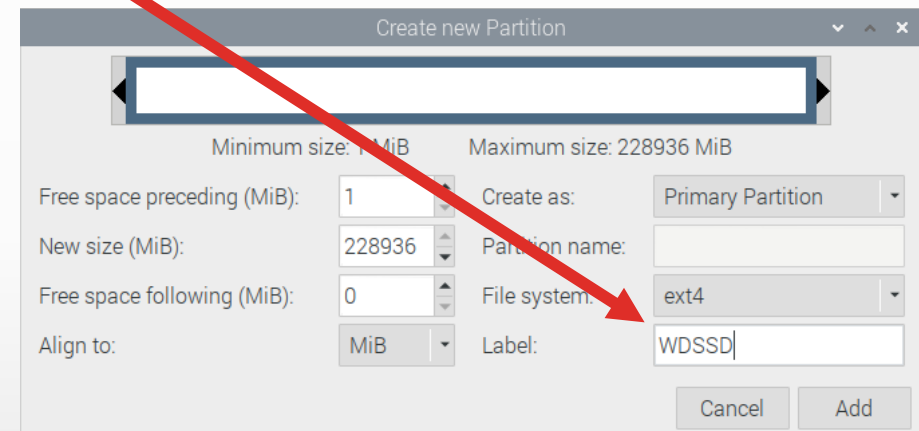 Create new Partition
Minimum size: 1 MiB Maximum size: 228936 MiB
Free space preceding (MiB): 1 Create as: Primary Partition
New size (MiB): 228936 Partition name:
Free space following (MiB): 0 File system: ext4
Align to: MiB Label: WDSSD
Cancel Add